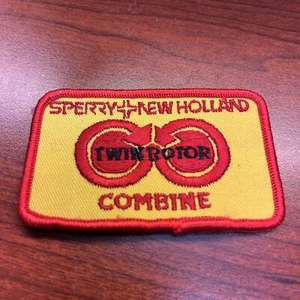 SPERRY NEW HOLLAND
TWIN ROTOR
COMBINE